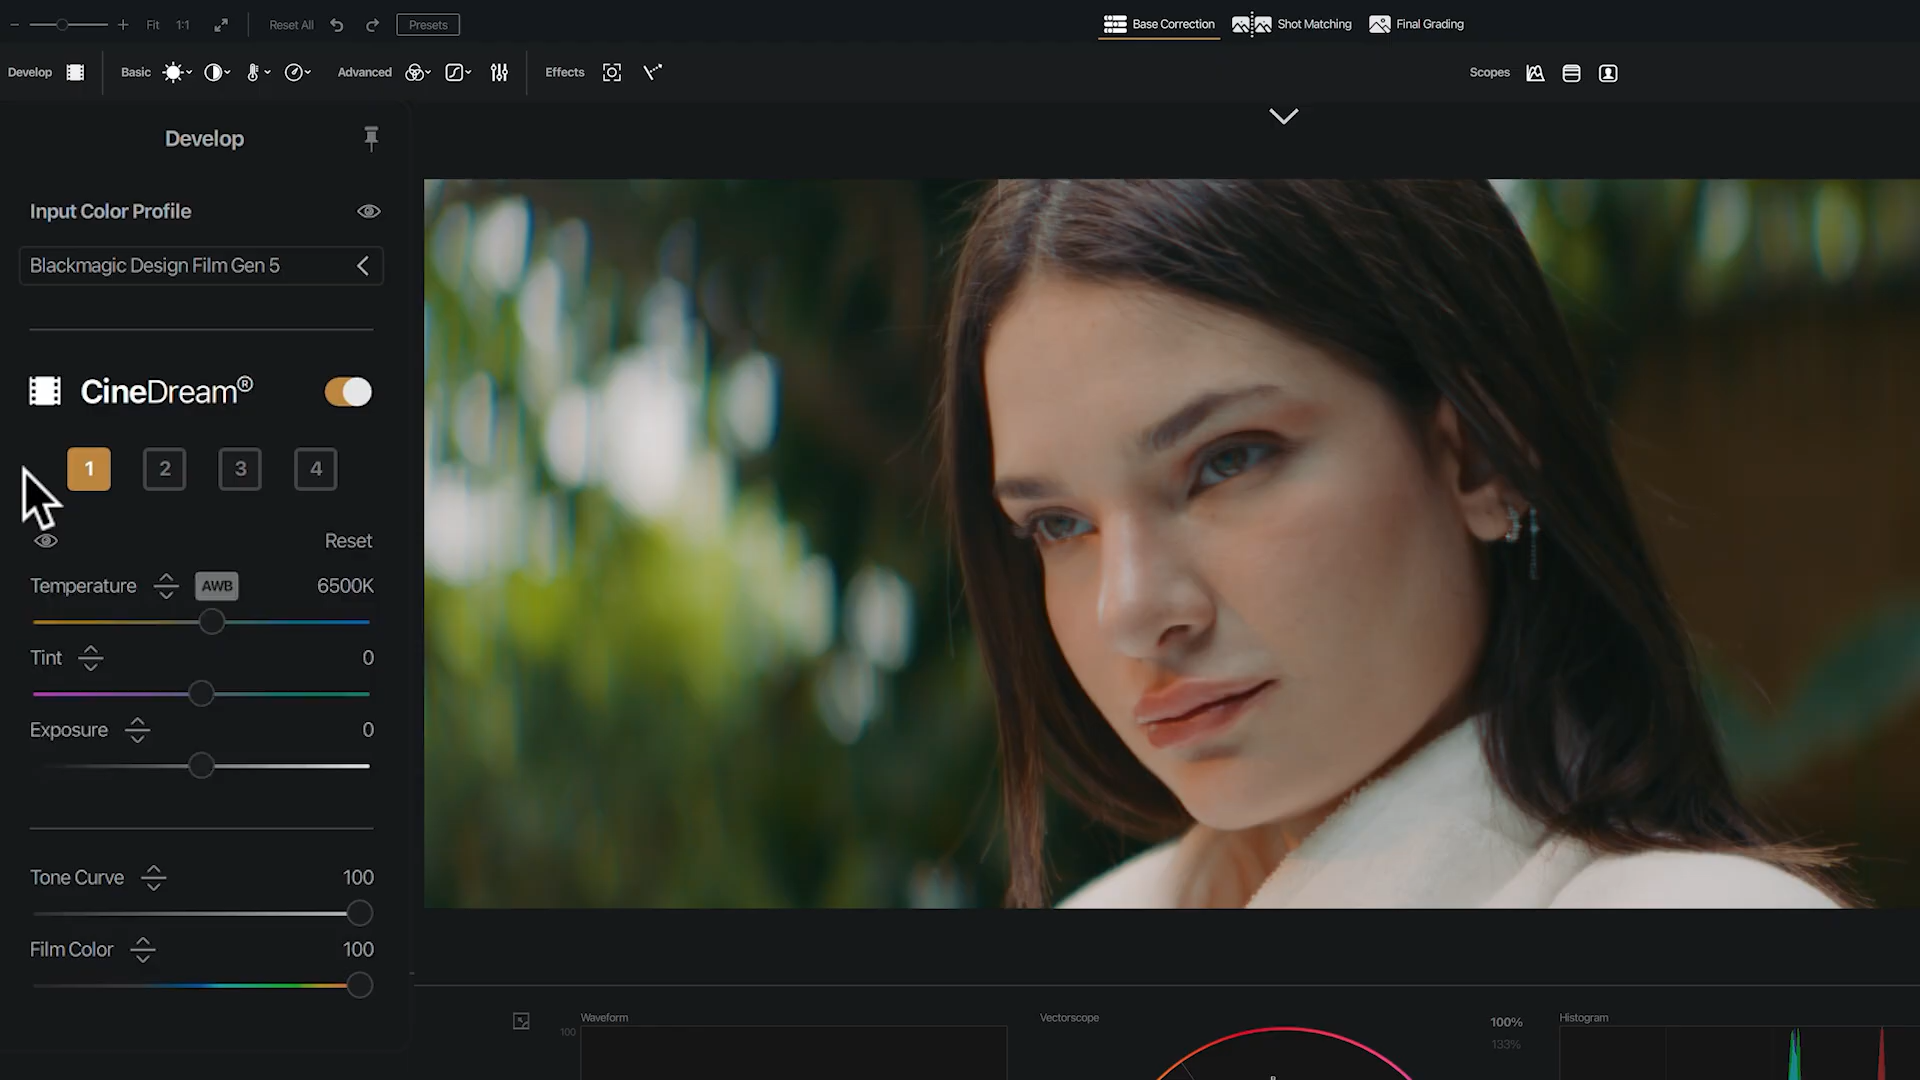 Fit 1:1 Reset All Presets Base Correction Shot Matching Final Grading
Develop Basic Advanced Effects Scopes
Develop
Input Color Profile
Blackmagic Design Film Gen 5
CineDream®
1 2 3 4
Reset
Temperature AWB 6500K
Tint 0
Exposure 0
Tone Curve 100
Film Color 100
Waveform Vectorscope 100% Histogram
100
133%